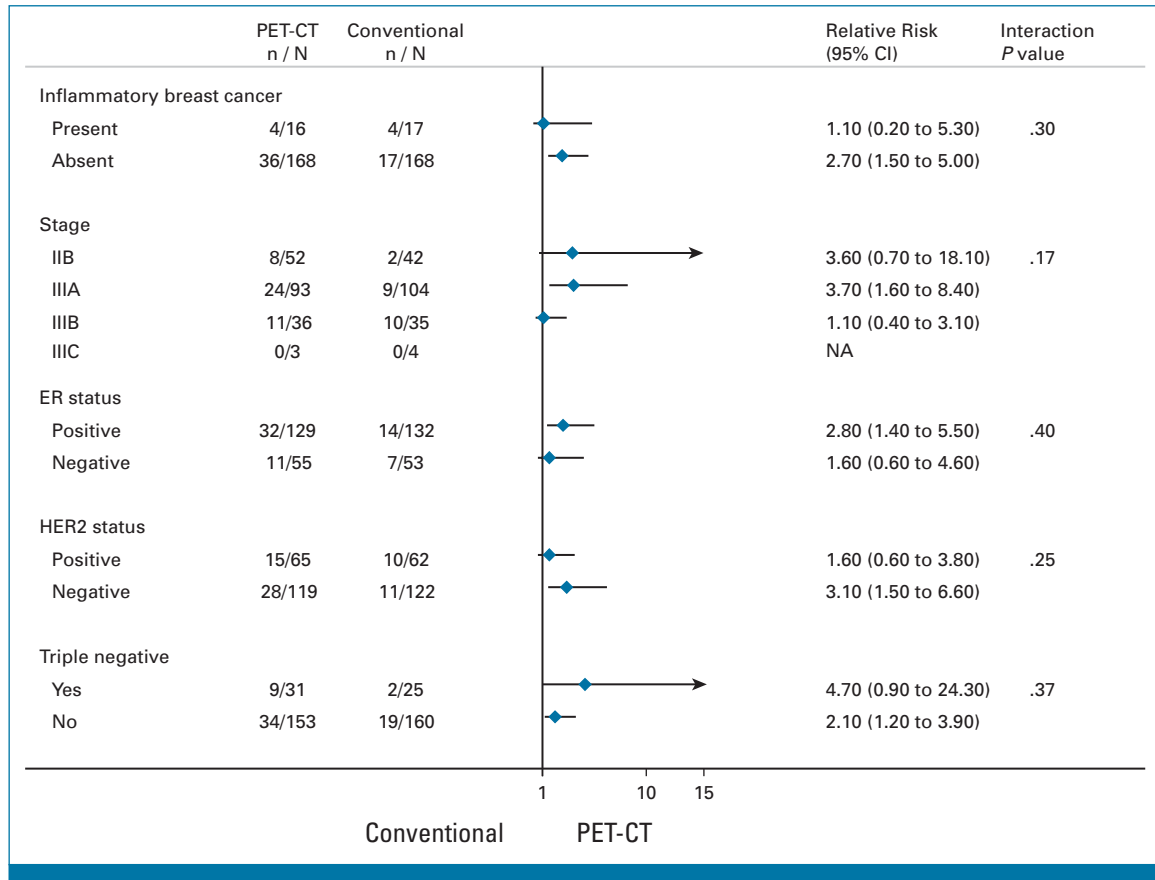 PET-CT Conventional Relative Risk Interaction
n / N n / N (95% CI) P value
Inflammatory breast cancer
Present 4/16 4/17 1.10 (0.20 to 5.30) .30
Absent 36/168 17/168 2.70 (1.50 to 5.00)
Stage
IIB 8/52 2/42 3.60 (0.70 to 18.10) .17
IIIA 24/93 9/104 3.70 (1.60 to 8.40)
IIIB 11/36 10/35 1.10 (0.40 to 3.10)
IIIC 0/3 0/4 NA
ER status
Positive 32/129 14/132 2.80 (1.40 to 5.50) .40
Negative 11/55 7/53 1.60 (0.60 to 4.60)
HER2 status
Positive 15/65 10/62 1.60 (0.60 to 3.80) .25
Negative 28/119 11/122 3.10 (1.50 to 6.60)
Triple negative
Yes 9/31 2/25 4.70 (0.90 to 24.30) .37
No 34/153 19/160 2.10 (1.20 to 3.90)
1 10 15
Conventional PET-CT